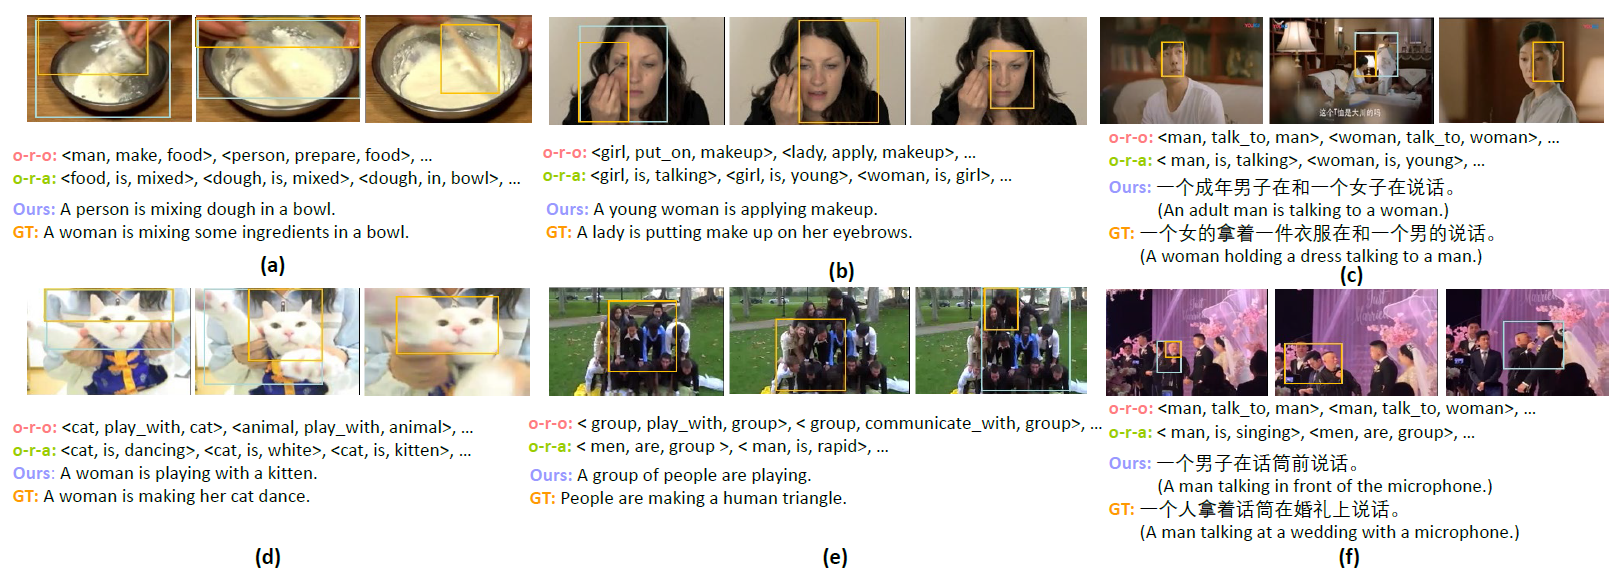 o-r-o: <man, make, food>, <person, prepare, food>, ...
o-r-a: <food, is, mixed>, <dough, is, mixed>, <dough, in, bowl>, ...
Ours: A person is mixing dough in a bowl.
GT: A woman is mixing some ingredients in a bowl.
(a)
o-r-o: <girl, put_on, makeup>, <lady, apply, makeup>, ...
o-r-a: <girl, is, talking>, <girl, is, young>, <woman, is, girl>, ...
Ours: A young woman is applying makeup.
GT: A lady is putting make up on her eyebrows.
(b)
这个T恤是大川的吗
o-r-o: <man, talk_to, man>, <woman, talk_to, woman>, ...
o-r-a: < man, is, talking>, <woman, is, young>, ...
Ours: 一个成年男子在和一个女子在说话。
(An adult man is talking to a woman.)
GT: 一个女的拿着一件衣服在和一个男的说话。
(A woman holding a dress talking to a man.)
(c)
o-r-o: <cat, play_with, cat>, <animal, play_with, animal>, ...
o-r-a: <cat, is, dancing>, <cat, is, white>, <cat, is, kitten>, ...
Ours: A woman is playing with a kitten.
GT: A woman is making her cat dance.
(d)
o-r-o: < group, play_with, group>, < group, communicate_with, group>, ...
o-r-a: < men, are, group >, < man, is, rapid>, ...
Ours: A group of people are playing.
GT: People are making a human triangle.
(e)
Just
Married
o-r-o: <man, talk_to, man>, <man, talk_to, woman>, ...
o-r-a: < man, is, singing>, <men, are, group>, ...
Ours: 一个男子在话筒前说话。
(A man talking in front of the microphone.)
GT: 一个人拿着话筒在婚礼上说话。
(A man talking at a wedding with a microphone.)
(f)